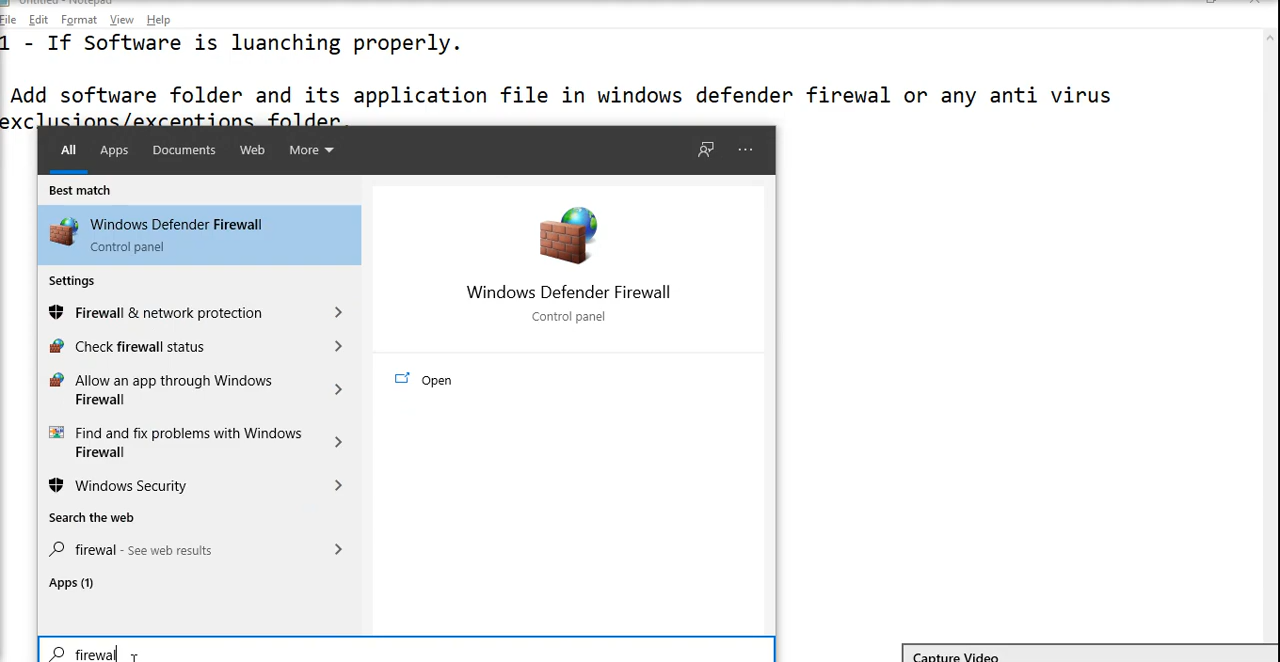 Untitled - Notepad
File Edit Format View Help
1 - If Software is luanching properly.
Add software folder and its application file in windows defender firewal or any anti virus
exclusions/exceptions folder.
All Apps Documents Web More
Best match
Windows Defender Firewall
Control panel
Settings
Firewall & network protection
Check firewall status
Allow an app through Windows
Firewall
Find and fix problems with Windows
Firewall
Windows Security
Search the web
firewal - See web results
Apps (1)
firewal
Windows Defender Firewall
Control panel
Open
Capture Video